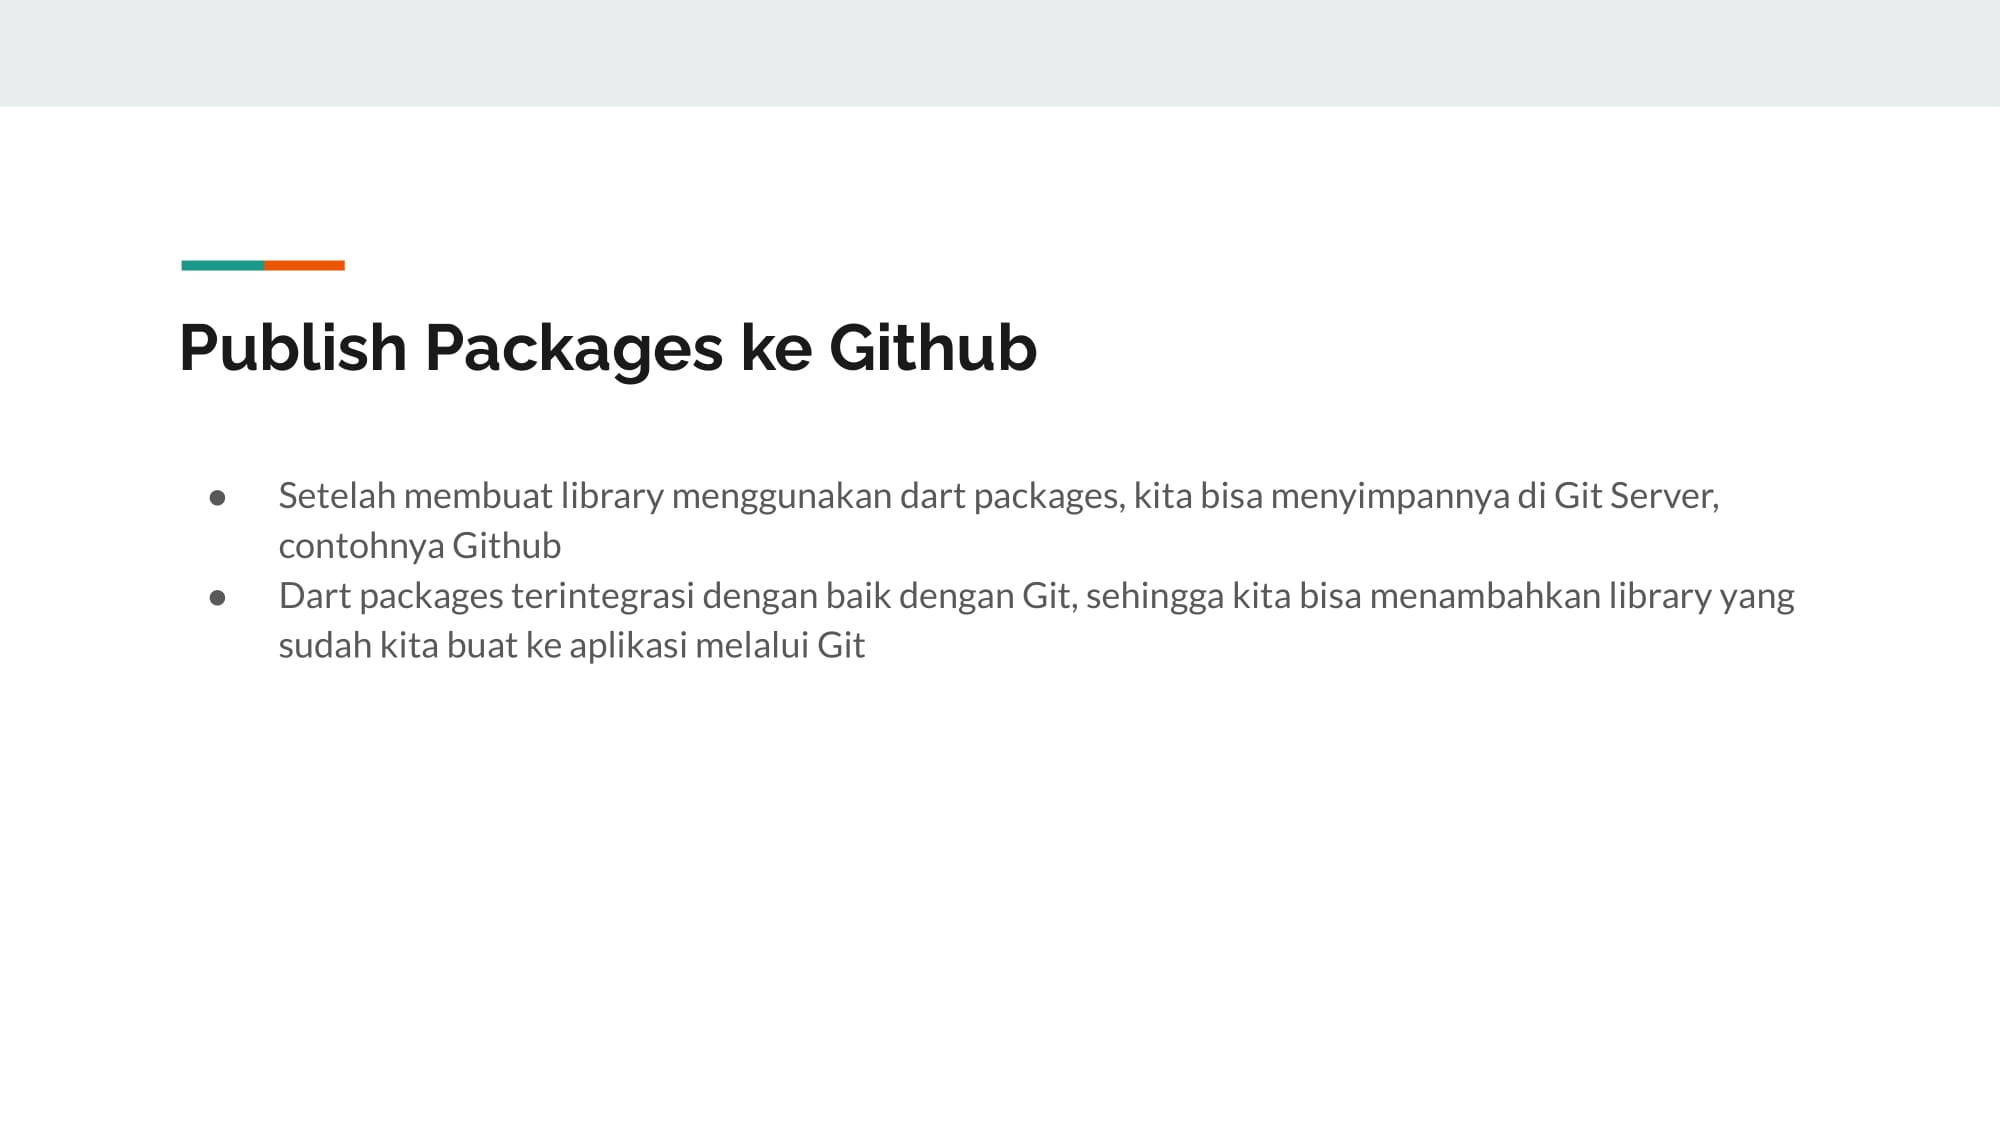 Publish Packages ke Github
● Setelah membuat library menggunakan dart packages, kita bisa menyimpannya di Git Server,
contohnya Github
● Dart packages terintegrasi dengan baik dengan Git, sehingga kita bisa menambahkan library yang
sudah kita buat ke aplikasi melalui Git